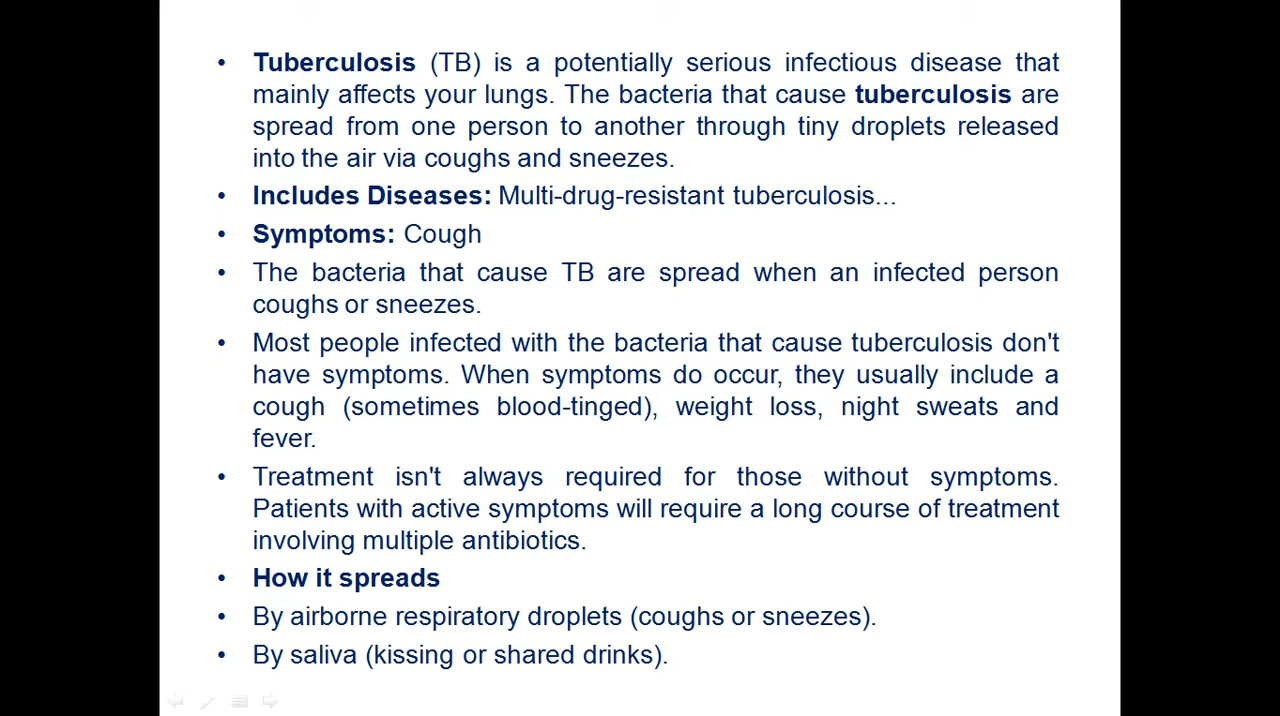 • Tuberculosis (TB) is a potentially serious infectious disease that
mainly affects your lungs. The bacteria that cause tuberculosis are
spread from one person to another through tiny droplets released
into the air via coughs and sneezes.
• Includes Diseases: Multi-drug-resistant tuberculosis...
• Symptoms: Cough
• The bacteria that cause TB are spread when an infected person
coughs or sneezes.
• Most people infected with the bacteria that cause tuberculosis don't
have symptoms. When symptoms do occur, they usually include a
cough (sometimes blood-tinged), weight loss, night sweats and
fever.
• Treatment isn't always required for those without symptoms.
Patients with active symptoms will require a long course of treatment
involving multiple antibiotics.
• How it spreads
• By airborne respiratory droplets (coughs or sneezes).
• By saliva (kissing or shared drinks).